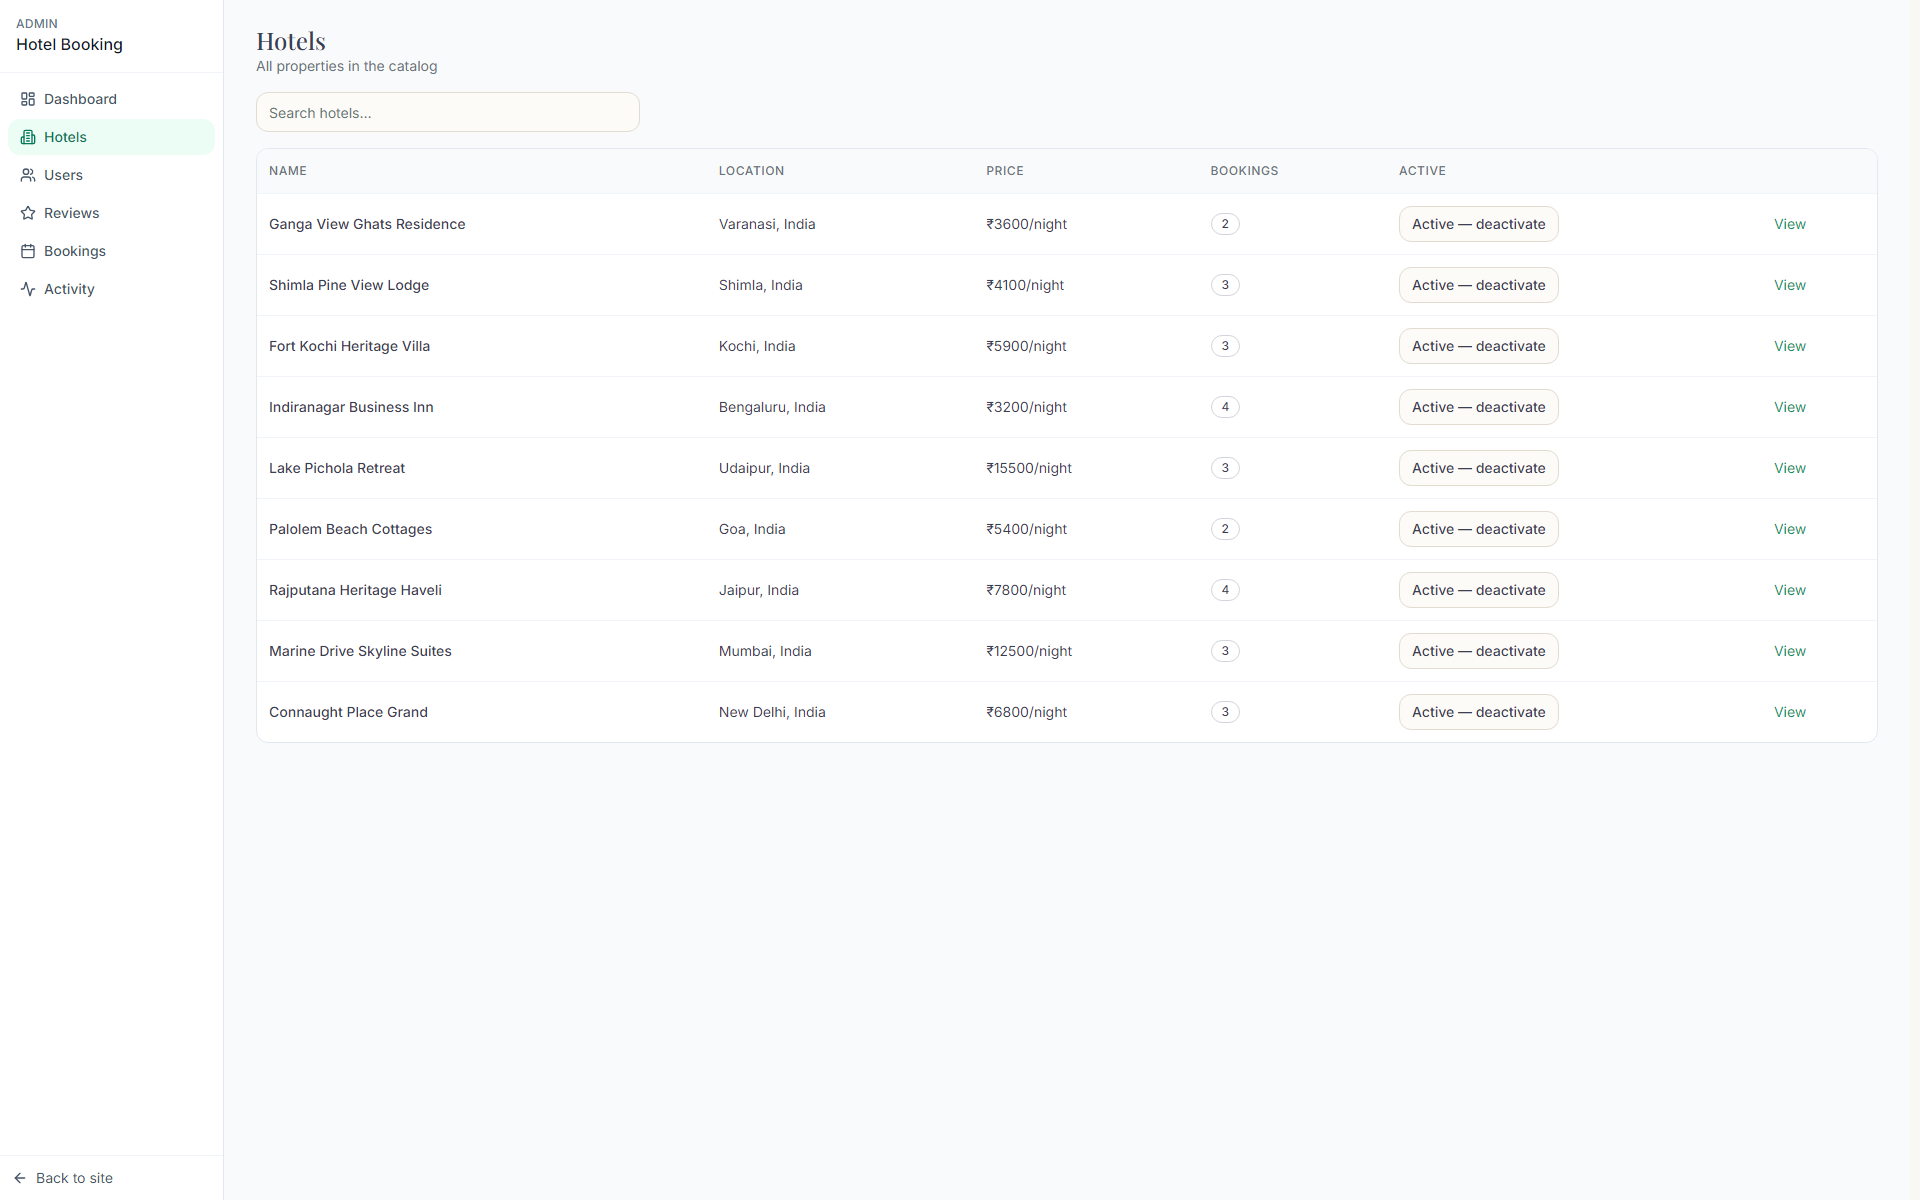 ADMIN
Hotel Booking
Dashboard
Hotels
Users
Reviews
Bookings
Activity
Back to site
Hotels
All properties in the catalog
Search hotels...
NAME LOCATION PRICE BOOKINGS ACTIVE
Ganga View Ghats Residence Varanasi, India ₹3600/night 2 Active — deactivate View
Shimla Pine View Lodge Shimla, India ₹4100/night 3 Active — deactivate View
Fort Kochi Heritage Villa Kochi, India ₹5900/night 3 Active — deactivate View
Indiranagar Business Inn Bengaluru, India ₹3200/night 4 Active — deactivate View
Lake Pichola Retreat Udaipur, India ₹15500/night 3 Active — deactivate View
Palolem Beach Cottages Goa, India ₹5400/night 2 Active — deactivate View
Rajputana Heritage Haveli Jaipur, India ₹7800/night 4 Active — deactivate View
Marine Drive Skyline Suites Mumbai, India ₹12500/night 3 Active — deactivate View
Connaught Place Grand New Delhi, India ₹6800/night 3 Active — deactivate View